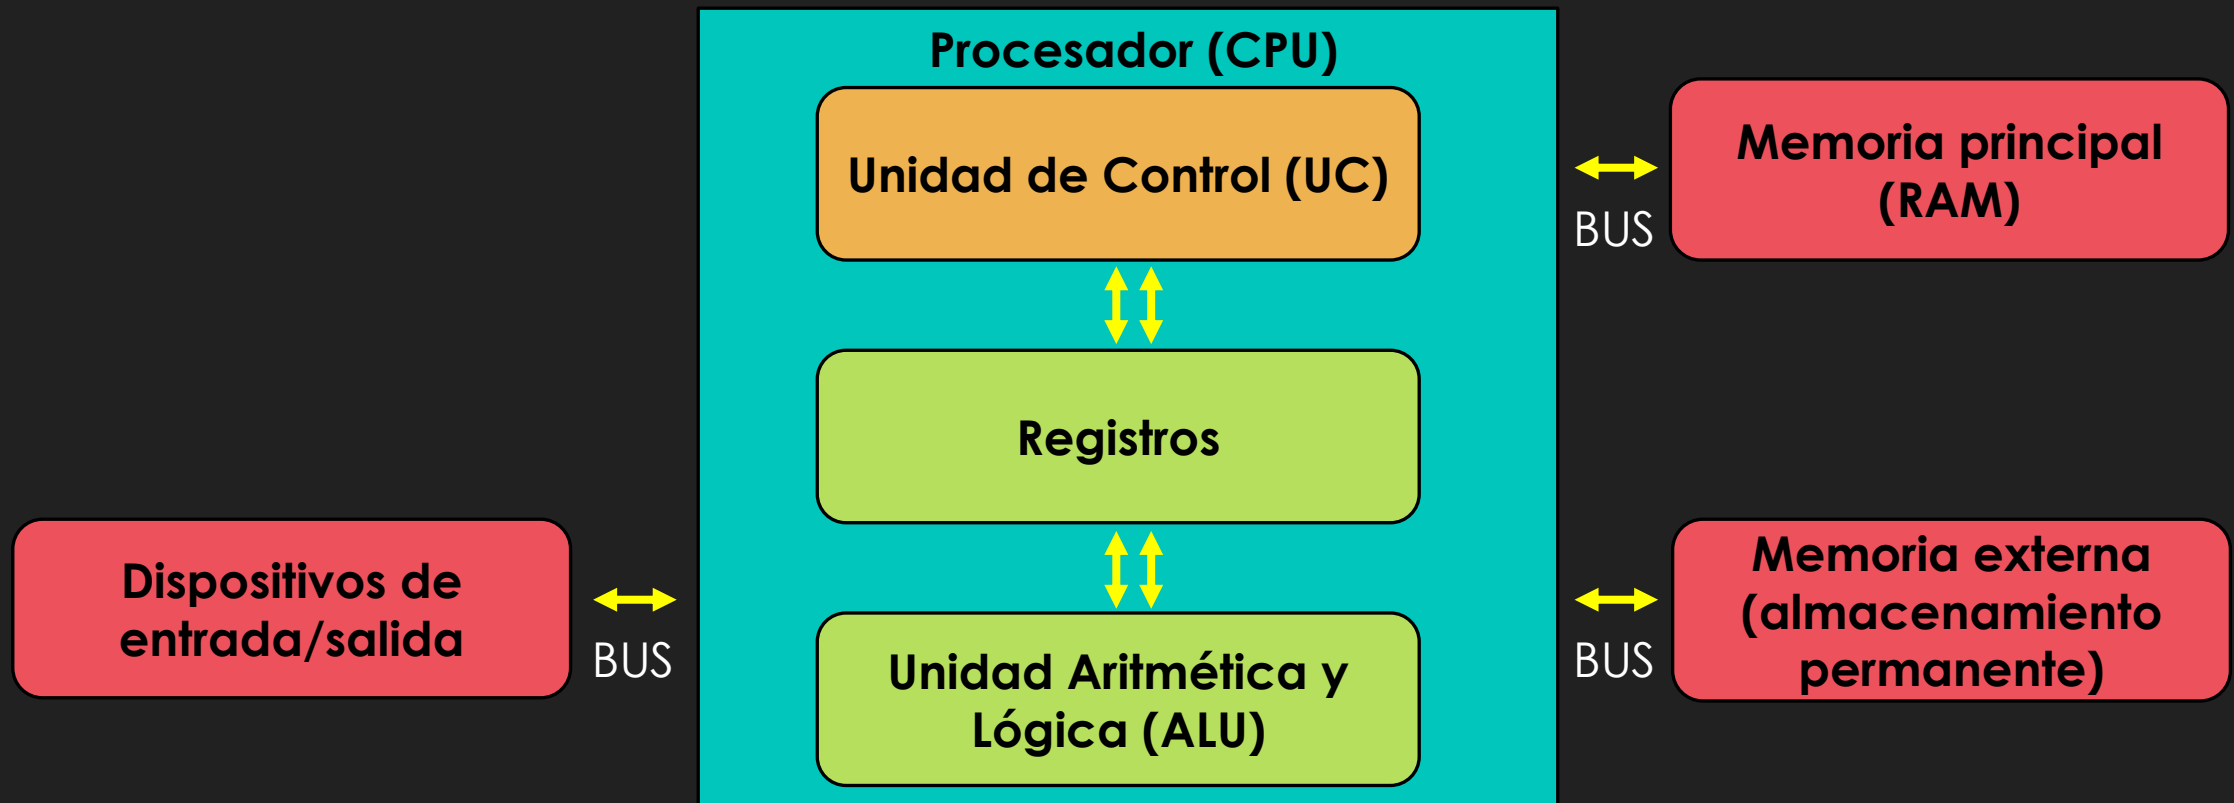 Procesador (CPU)
Unidad de Control (UC)
Memoria principal
(RAM)
BUS
Registros
Dispositivos de
entrada/salida
BUS
Memoria externa
(almacenamiento
permanente)
BUS
Unidad Aritmética y
Lógica (ALU)